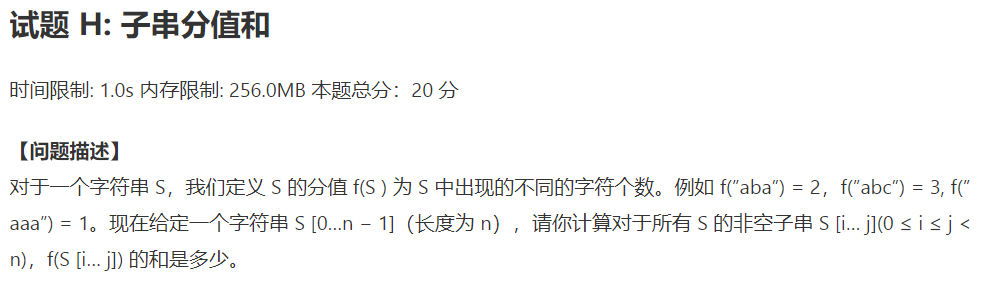 试题 H: 子串分值和
时间限制: 1.0s 内存限制: 256.0MB 本题总分：20 分
【问题描述】
对于一个字符串 S，我们定义 S 的分值 f(S ) 为 S 中出现的不同的字符个数。例如 f(”aba”) = 2，f(”abc”) = 3, f(”
aaa”) = 1。现在给定一个字符串 S [0…n − 1]（长度为 n），请你计算对于所有 S 的非空子串 S [i… j](0 ≤ i ≤ j <
n)，f(S [i… j]) 的和是多少。